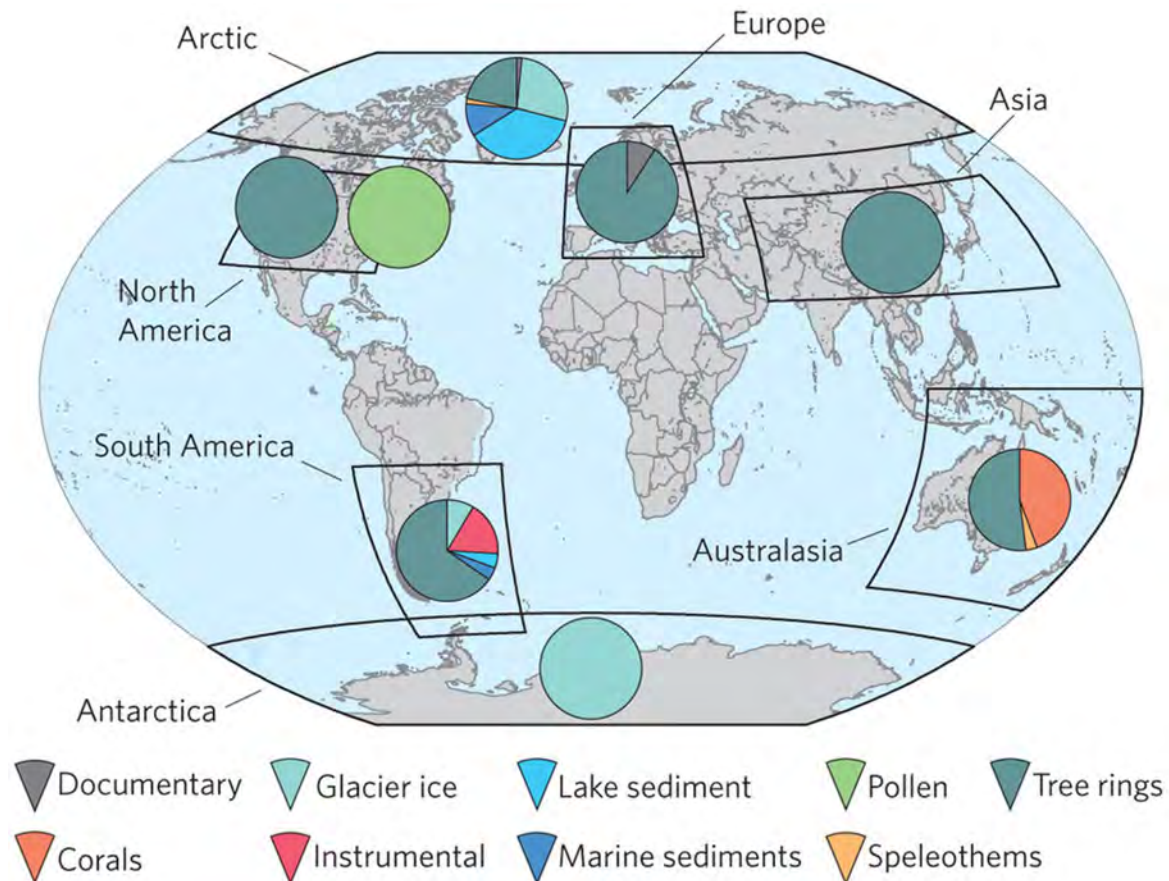 Arctic
Europe
Asia
North
America
South America
Australasia
Antarctica
Documentary
Glacier ice
Lake sediment
Pollen
Tree rings
Corals
Instrumental
Marine sediments
Speleothems